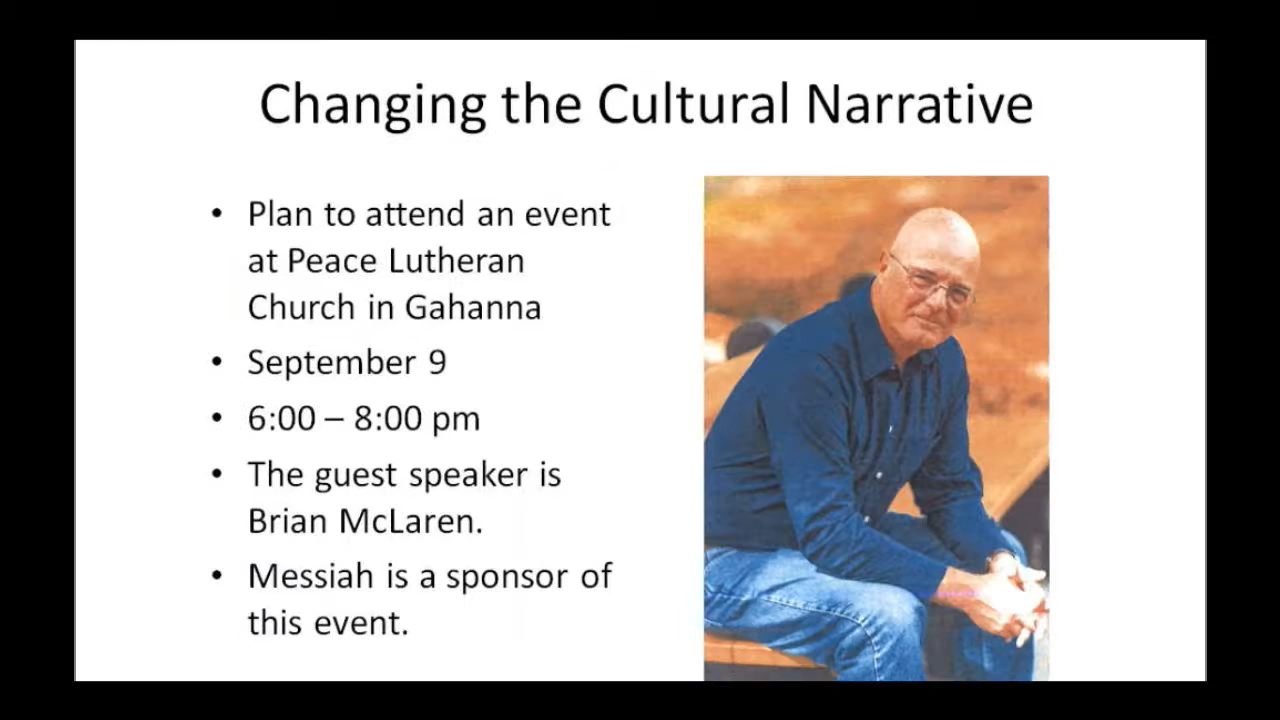 Changing the Cultural Narrative
• Plan to attend an event
at Peace Lutheran
Church in Gahanna
• September 9
• 6:00 – 8:00 pm
• The guest speaker is
Brian McLaren.
• Messiah is a sponsor of
this event.